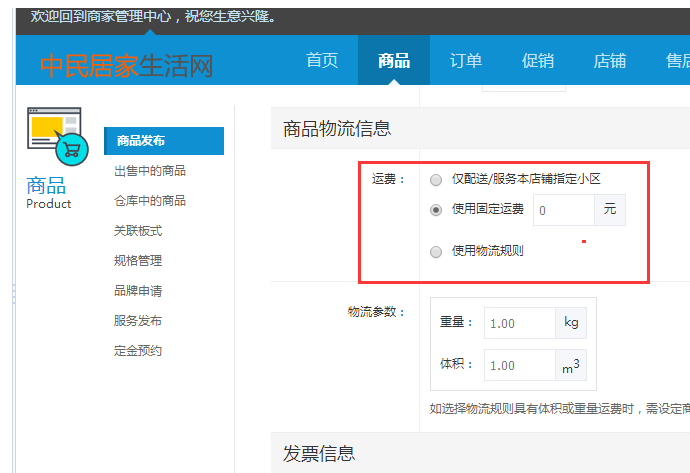 欢迎回到商家管理中心，祝您生意兴隆。
中民居家生活网
首页 商品 订单 促销 店铺 售后
商品
Product
商品发布
出售中的商品
仓库中的商品
关联板式
规格管理
品牌申请
服务发布
定金预约
商品物流信息
运费：
仅配送/服务本店铺指定小区
使用固定运费 0 元
使用物流规则
物流参数：
重量： 1.00 kg
体积： 1.00 m³
如选择物流规则具有体积或重量运费时，需设定商
发票信息